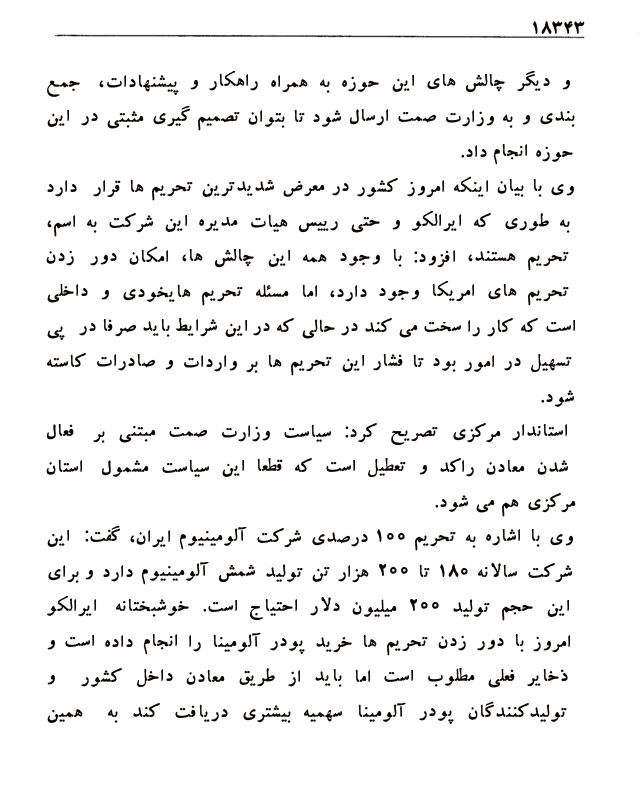 ۱۸۳۴۳
و دیگر چالش های این حوزه به همراه راهکار و پیشنهادات، جمع
بندی و به وزارت صمت ارسال شود تا بتوان تصمیم گیری مثبتی در این
حوزه انجام داد.
وی با بیان اینکه امروز کشور در معرض شدیدترین تحریم ها قرار دارد
به طوری که ایرالکو و حتی رییس هیات مدیره این شرکت به اسم،
تحریم هستند، افزود: با وجود همه این چالش ها، امکان دور زدن
تحریم های امریکا وجود دارد، اما مسئله تحریم هایخودی و داخلی
است که کار را سخت می کند در حالی که در این شرایط باید صرفا در پی
تسهیل در امور بود تا فشار این تحریم ها بر واردات و صادرات کاسته
شود.
استاندار مرکزی تصریح کرد: سیاست وزارت صمت مبتنی بر فعال
شدن معادن راکد و تعطیل است که قطعا این سیاست مشمول استان
مرکزی هم می شود.
وی با اشاره به تحریم ۱۰۰ درصدی شرکت آلومینیوم ایران، گفت: این
شرکت سالانه ۱۸۰ تا ۲۰۰ هزار تن تولید شمش آلومینیوم دارد و برای
این حجم تولید ۲۰۰ میلیون دلار احتیاج است. خوشبختانه ایرالکو
امروز با دور زدن تحریم ها خرید پودر آلومینا را انجام داده است و
ذخایر فعلی مطلوب است اما باید از طریق معادن داخل کشور و
تولیدکنندگان پودر آلومینا سهمیه بیشتری دریافت کند به همین